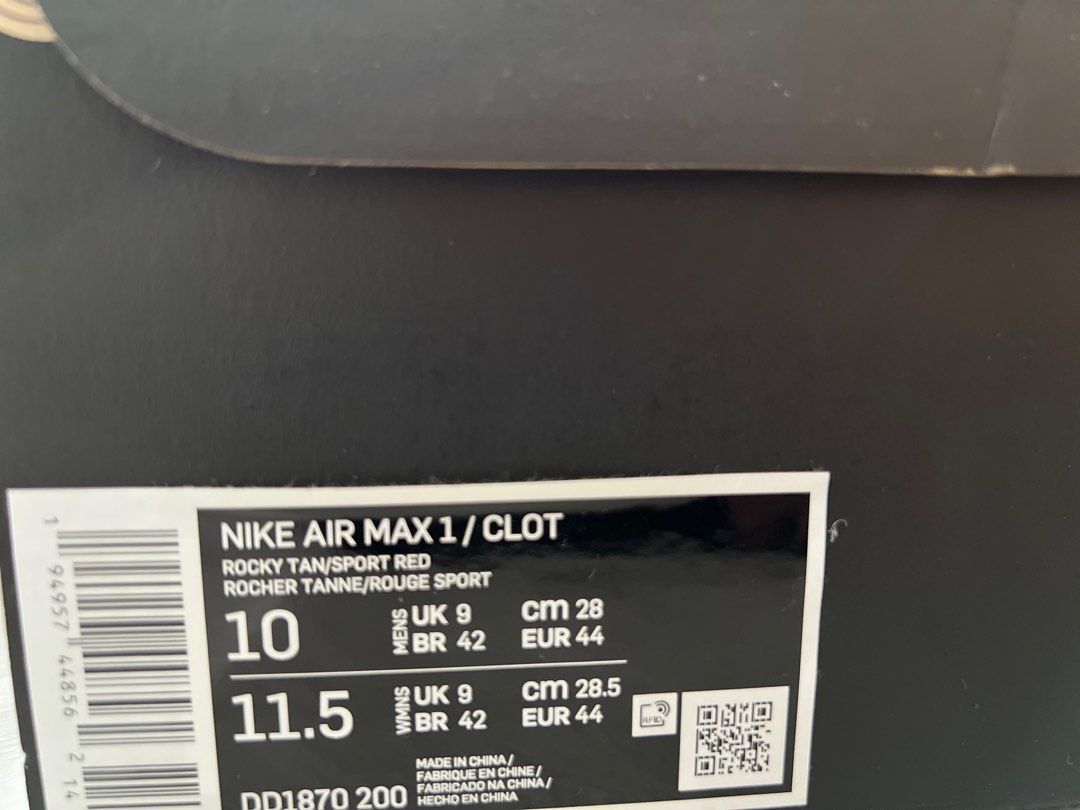 NIKE AIR MAX 1 / CLOT
ROCKY TAN/SPORT RED
ROCHER TANNE/ROUGE SPORT
10 MENS UK 9 cm 28
BR 42 EUR 44
11.5 WMNS UK 9 cm 28.5
BR 42 EUR 44
RFID
DD1870 200
MADE IN CHINA /
FABRIQUE EN CHINE /
FABRICADO NA CHINA /
HECHO EN CHINA
1 94957 44856 2 14